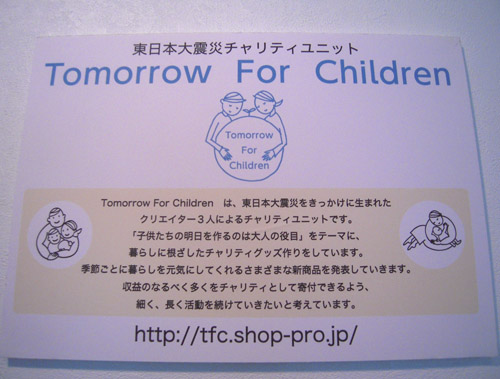 東日本大震災チャリティユニット
Tomorrow For Children
Tomorrow
For
Children
Tomorrow For Children は、東日本大震災をきっかけに生まれた
クリエイター３人によるチャリティユニットです。
「子供たちの明日を作るのは大人の役目」をテーマに、
暮らしに根ざしたチャリティグッズ作りをしています。
季節ごとに暮らしを元気にしてくれるさまざまな新商品を発表していきます。
収益のなるべく多くをチャリティとして寄付できるよう、
細く、長く活動を続けていきたいと考えています。
http://tfc.shop-pro.jp/